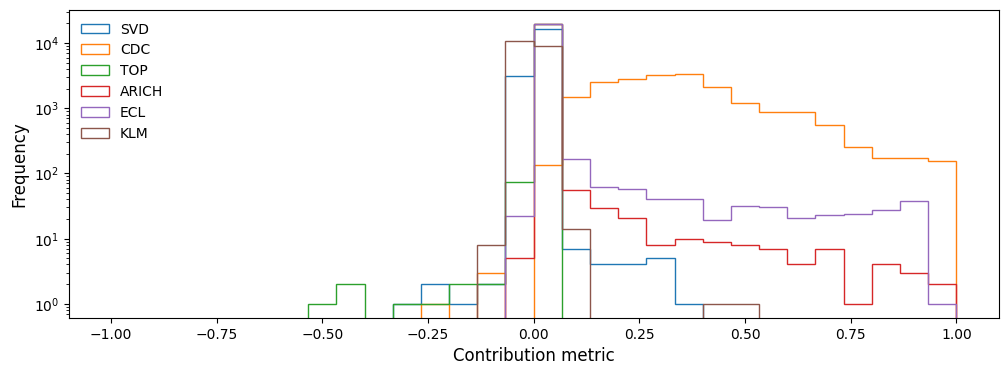 SVD
CDC
TOP
ARICH
ECL
KLM
Frequency
10⁴
10³
10²
10¹
10⁰
−1.00 −0.75 −0.50 −0.25 0.00 0.25 0.50 0.75 1.00
Contribution metric